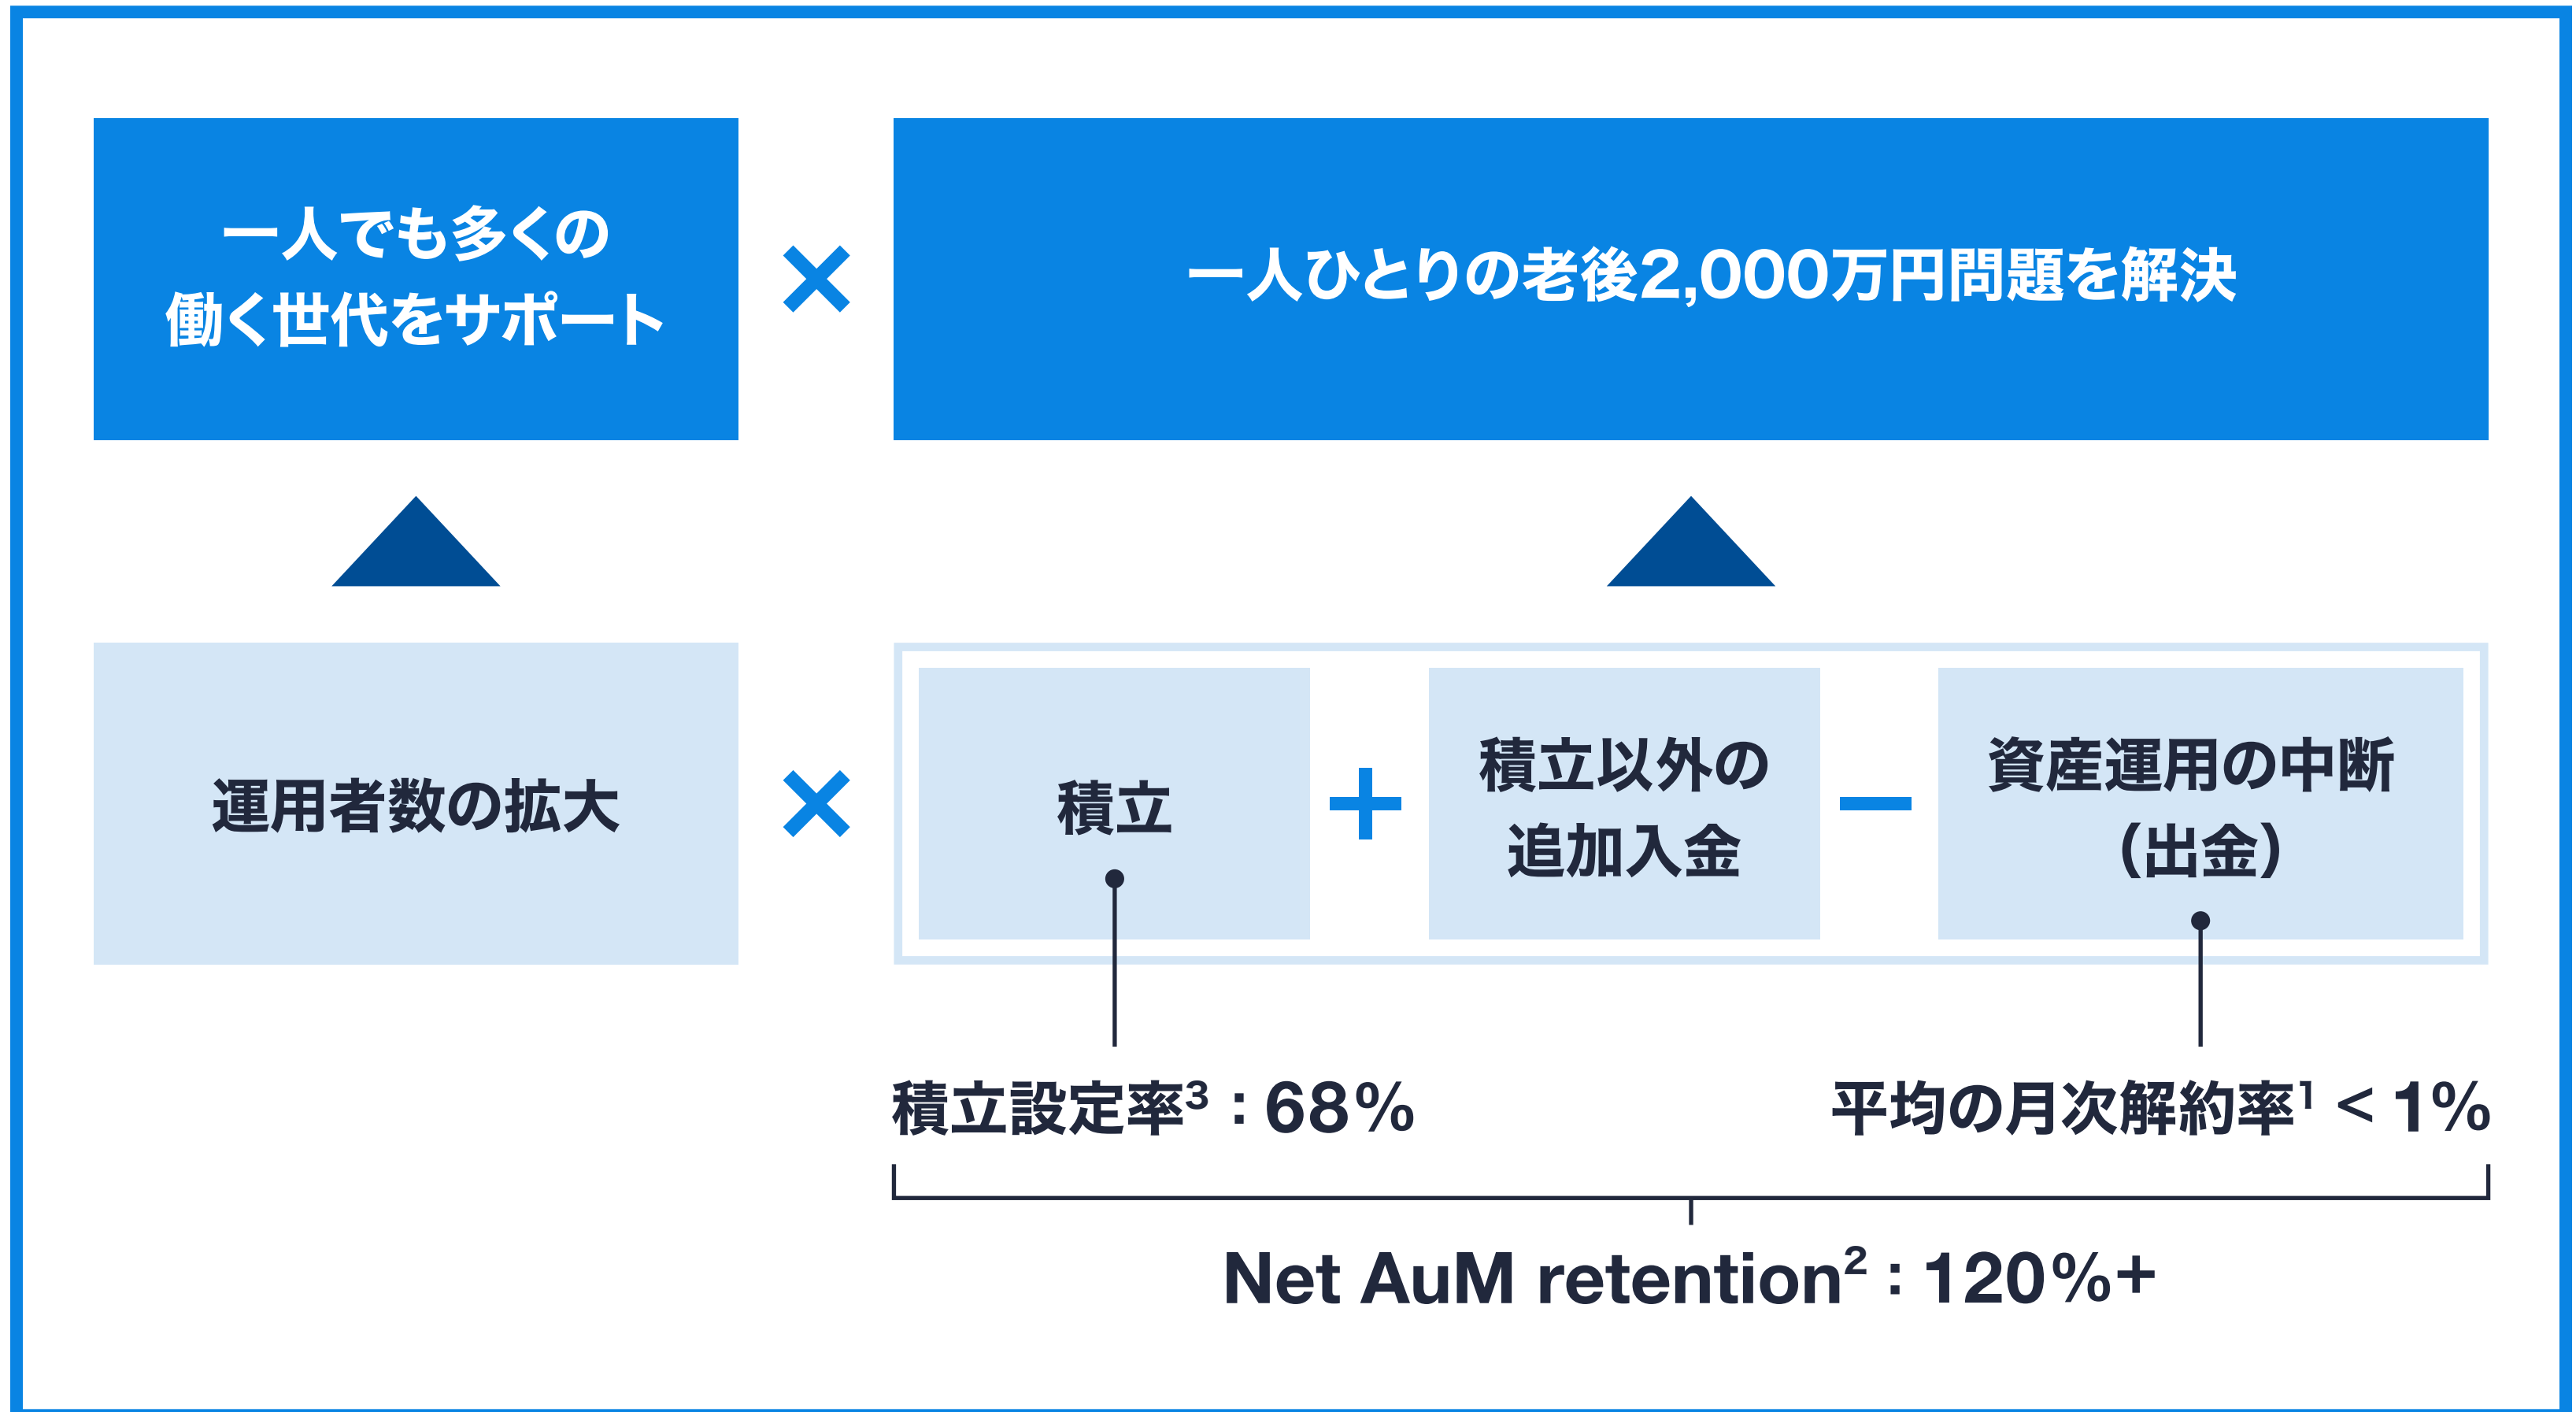 一人でも多くの
働く世代をサポート
×
一人ひとりの老後2,000万円問題を解決
運用者数の拡大
×
積立
+
積立以外の
追加入金
−
資産運用の中断
(出金)
積立設定率³：68%
平均の月次解約率¹ < 1%
Net AuM retention²：120%+